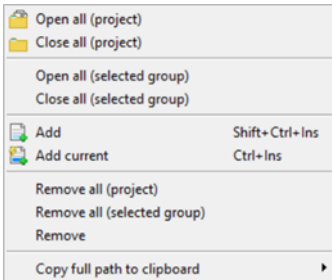 Open all (project)
Close all (project)
Open all (selected group)
Close all (selected group)
Add Shift+Ctrl+Ins
Add current Ctrl+Ins
Remove all (project)
Remove all (selected group)
Remove
Copy full path to clipboard